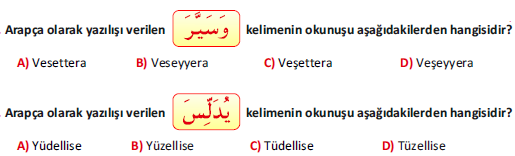 Arapça olarak yazılışı verilen وَسَيَّرَ kelimenin okunuşu aşağıdakilerden hangisidir?
A) Vesettera B) Veseyyera C) Veşettera D) Veşeyyera
Arapça olarak yazılışı verilen يُدَلِّسَ kelimenin okunuşu aşağıdakilerden hangisidir?
A) Yüdellise B) Yüzellise C) Tüdellise D) Tüzellise